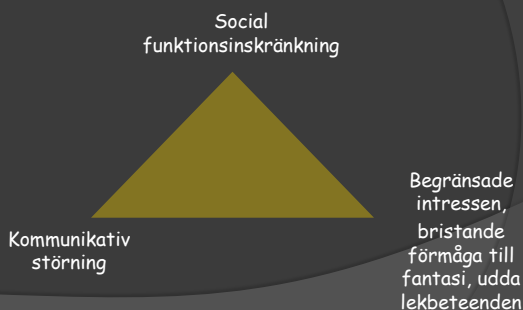 Social
funktionsinskränkning
Kommunikativ
störning
Begränsade
intressen,
bristande
förmåga till
fantasi, udda
lekbeteenden